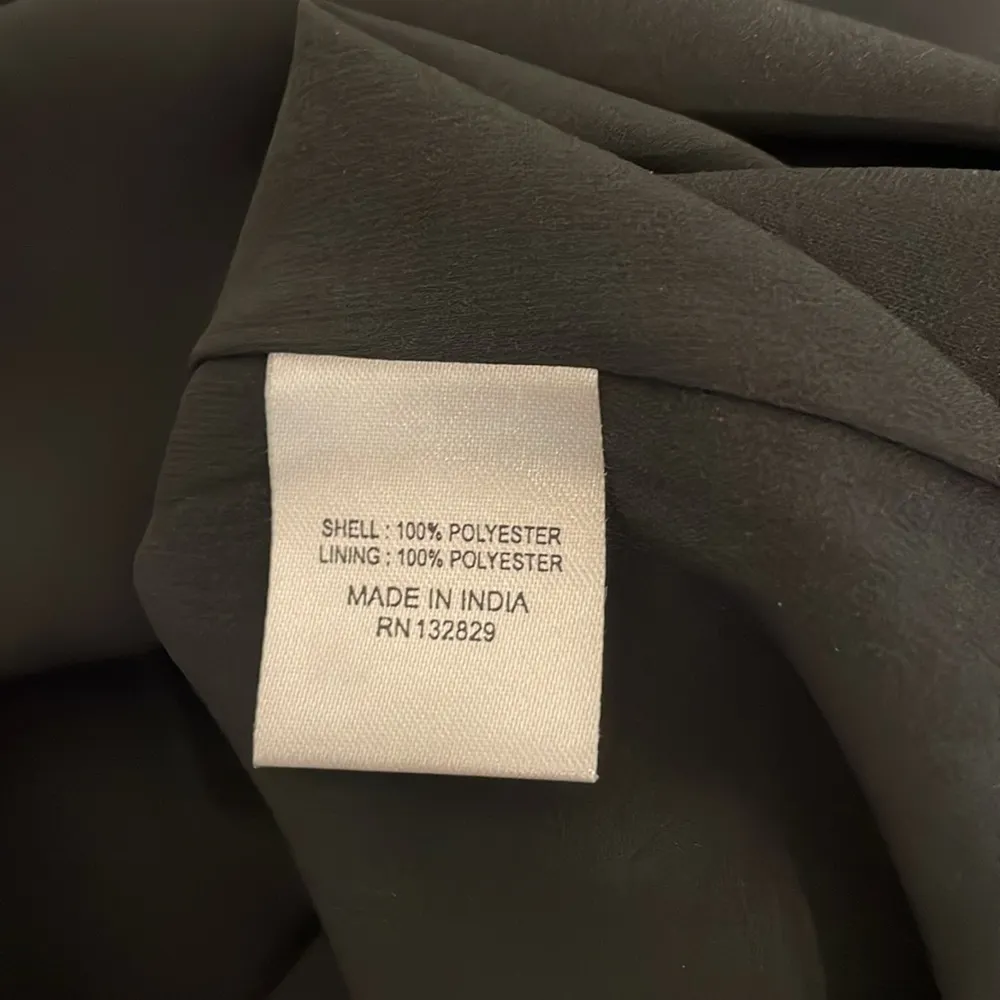 SHELL : 100% POLYESTER
LINING : 100% POLYESTER
MADE IN INDIA
RN 132829